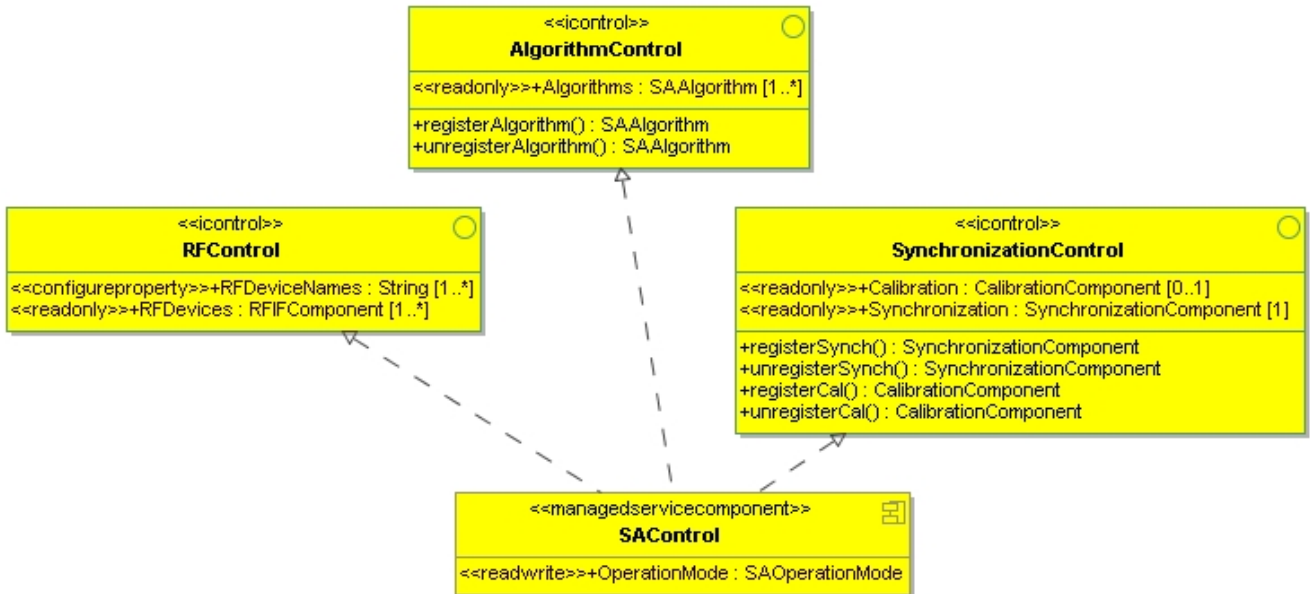 <<icontrol>>
AlgorithmControl
<<readonly>>+Algorithms : SAAlgorithm [1..*]
+registerAlgorithm() : SAAlgorithm
+unregisterAlgorithm() : SAAlgorithm
<<icontrol>>
RFControl
<<configureproperty>>+RFDeviceNames : String [1..*]
<<readonly>>+RFDevices : RFIFComponent [1..*]
<<icontrol>>
SynchronizationControl
<<readonly>>+Calibration : CalibrationComponent [0..1]
<<readonly>>+Synchronization : SynchronizationComponent [1]
+registerSynch() : SynchronizationComponent
+unregisterSynch() : SynchronizationComponent
+registerCal() : CalibrationComponent
+unregisterCal() : CalibrationComponent
<<managedservicecomponent>>
SAControl
<<readwrite>>+OperationMode : SAOperationMode